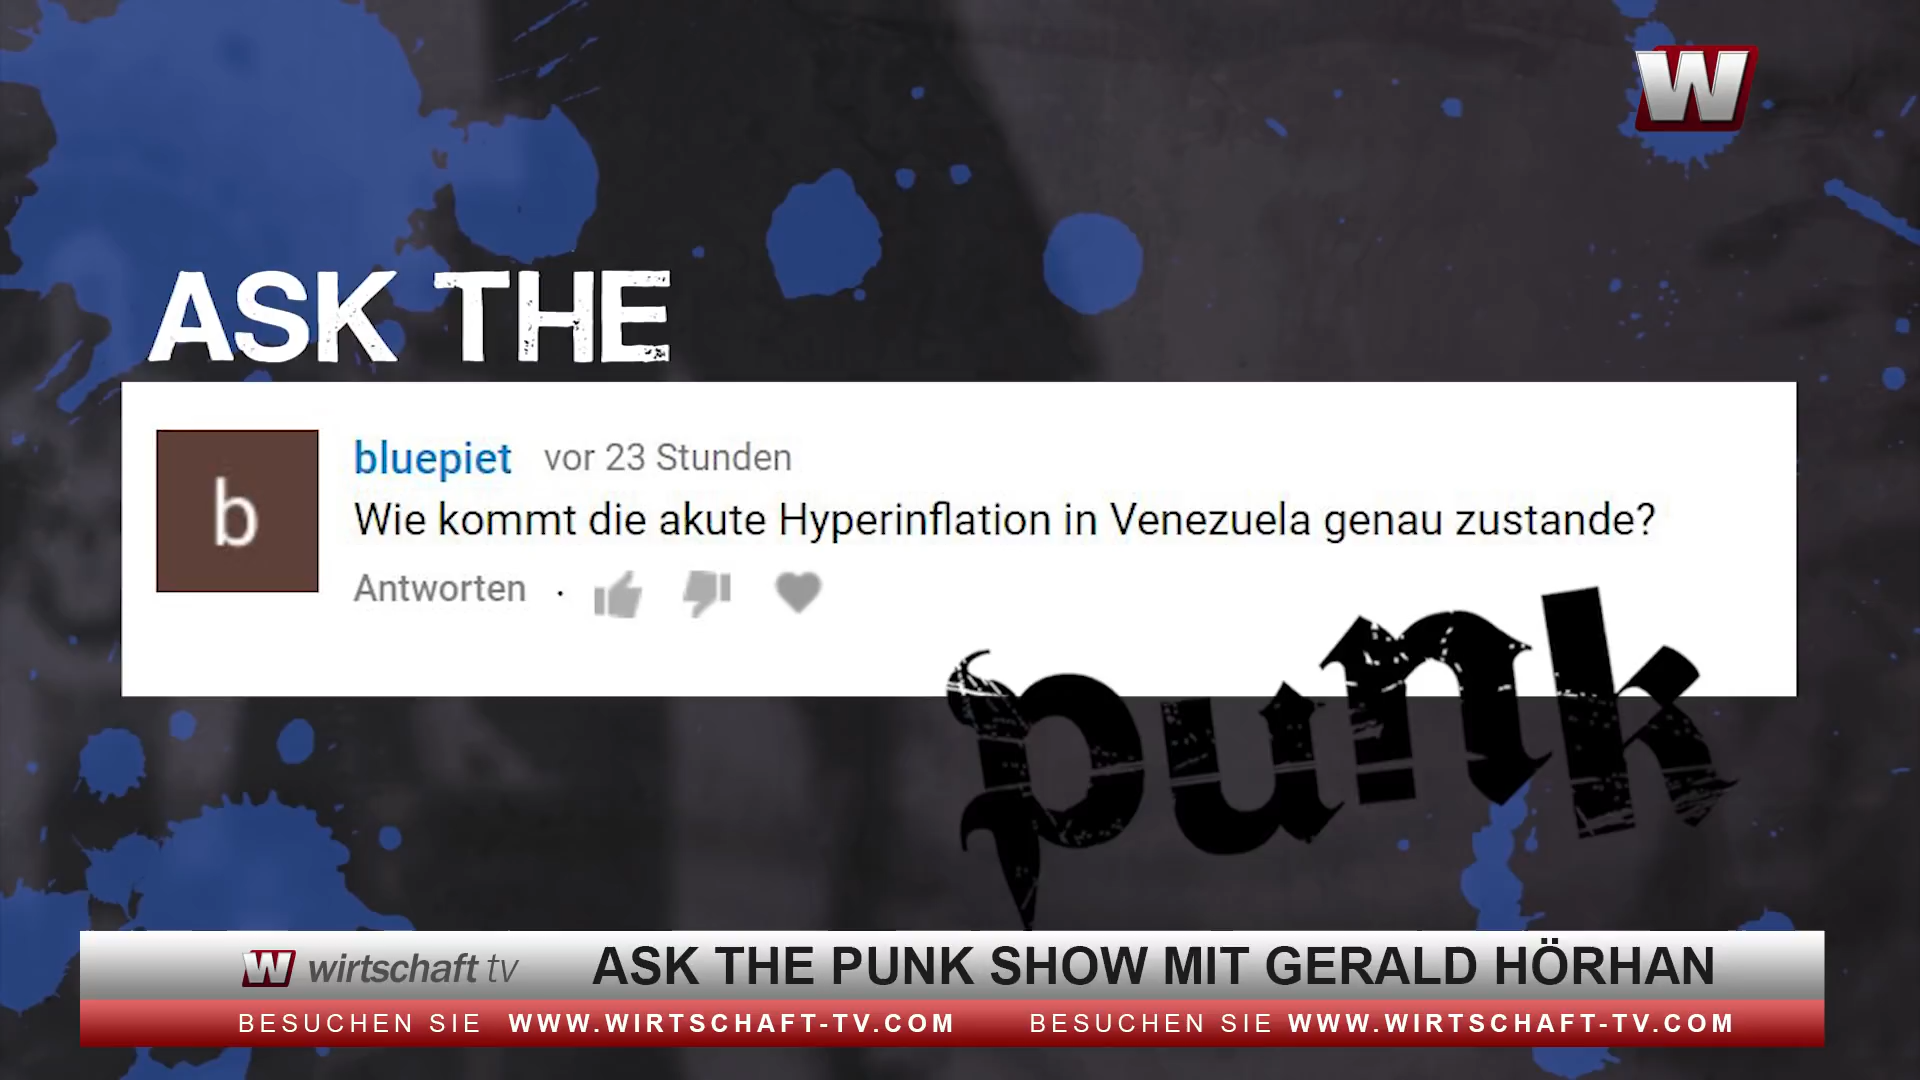 W
ASK THE
b
bluepiet vor 23 Stunden
Wie kommt die akute Hyperinflation in Venezuela genau zustande?
Antworten ·
punk
W wirtschaft tv ASK THE PUNK SHOW MIT GERALD HÖRHAN
BESUCHEN SIE WWW.WIRTSCHAFT-TV.COM BESUCHEN SIE WWW.WIRTSCHAFT-TV.COM